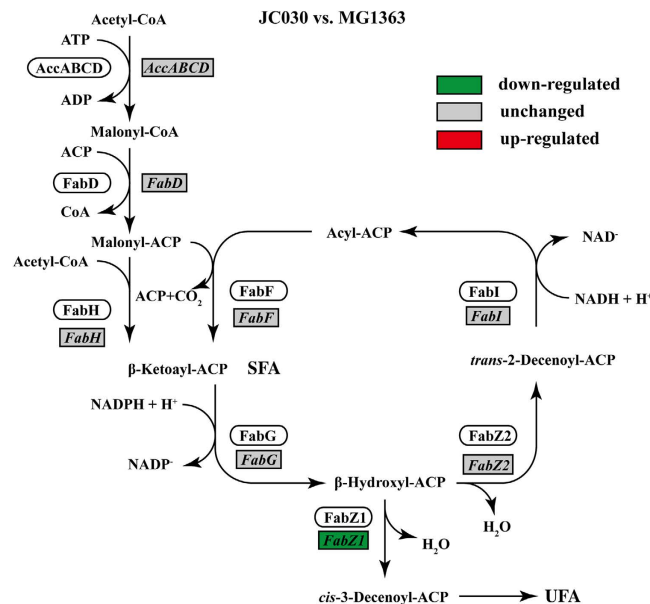 Acetyl-CoA
JC030 vs. MG1363
ATP
AccABCD
AccABCD
ADP
down-regulated
unchanged
up-regulated
Malonyl-CoA
ACP
FabD
FabD
CoA
Malonyl-ACP
Acyl-ACP
NAD-
Acetyl-CoA
ACP+CO2
NADH + H+
FabH
FabH
FabF
FabF
FabI
FabI
β-Ketoayl-ACP
SFA
trans-2-Decenoyl-ACP
NADPH + H+
FabG
FabG
NADP-
FabZ2
FabZ2
β-Hydroxyl-ACP
H2O
FabZ1
FabZ1
H2O
cis-3-Decenoyl-ACP
UFA